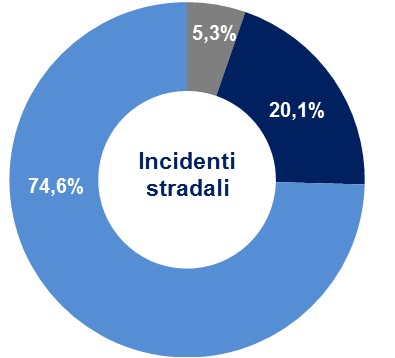 5,3%
20,1%
Incidenti
stradali
74,6%